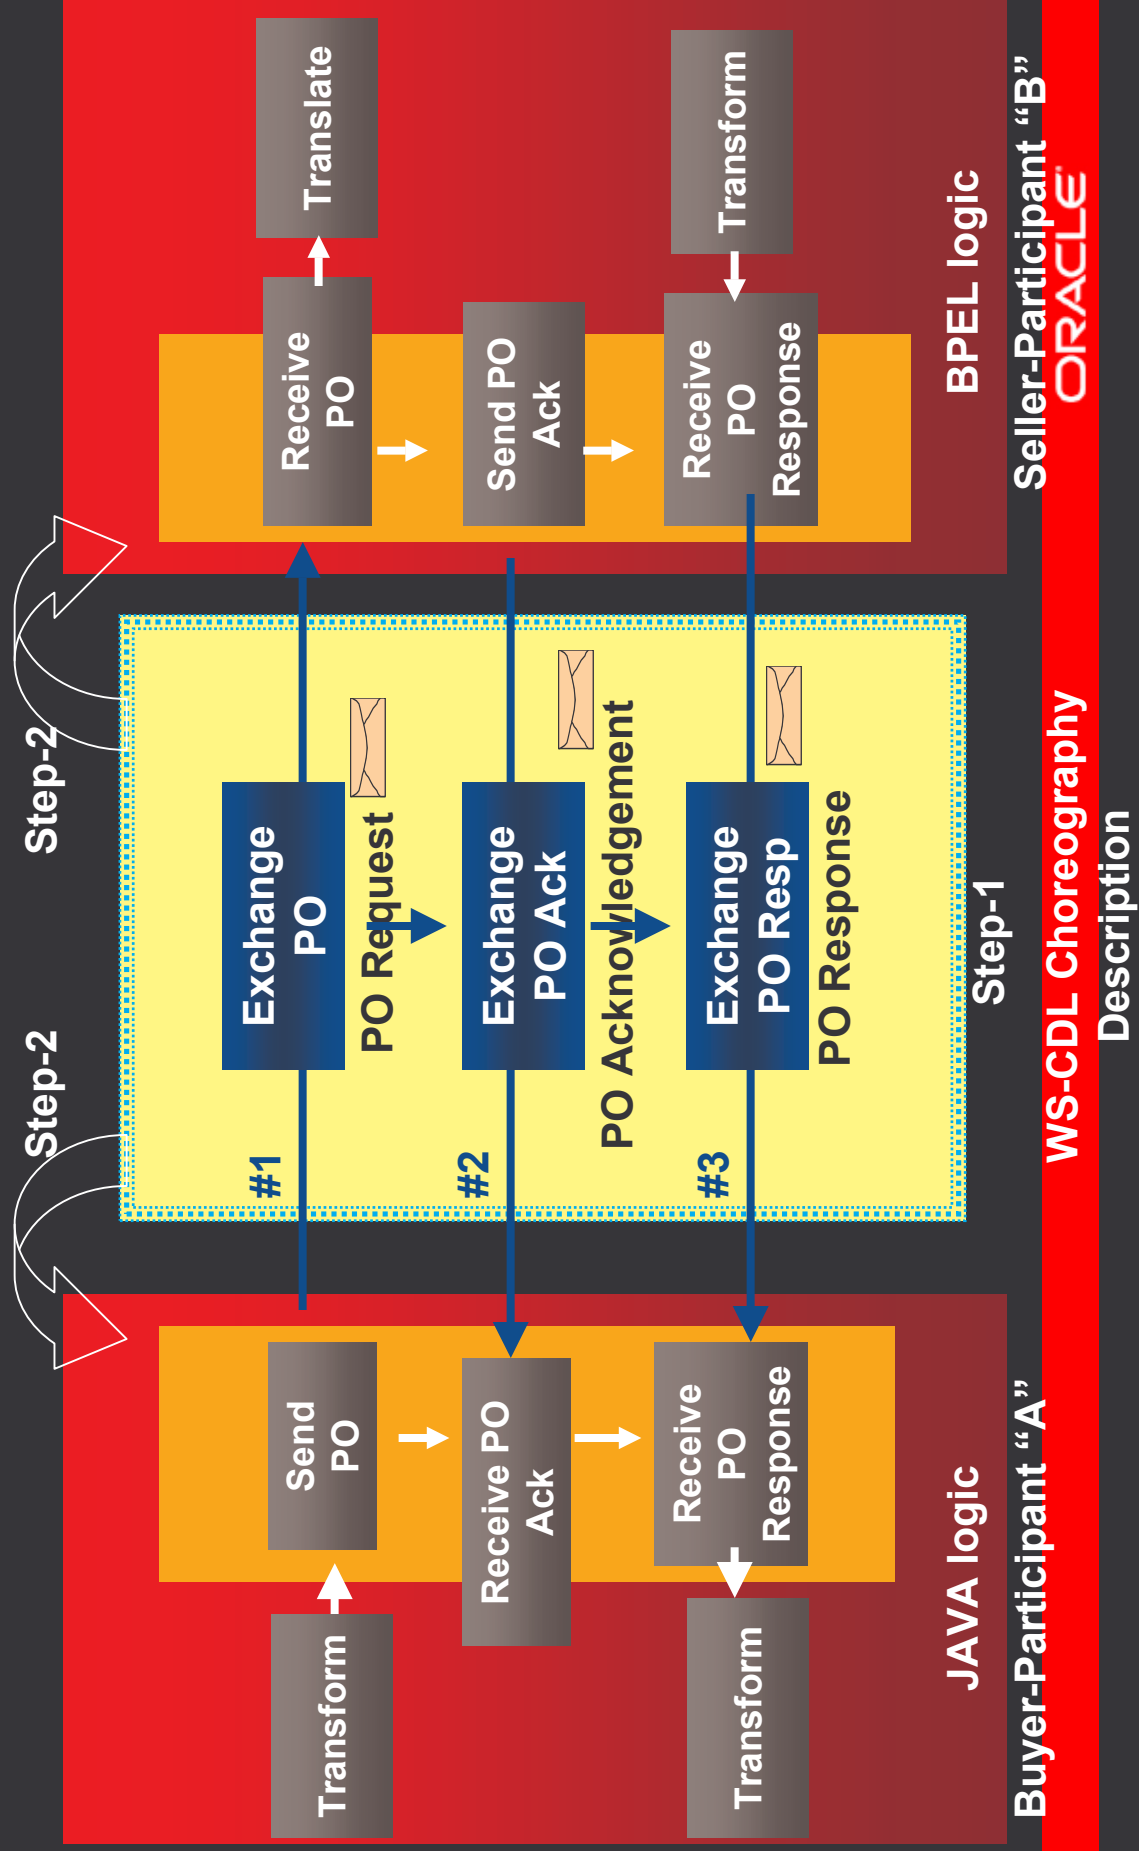 Step-2
Step-2
Transform
Send
PO
#1
Exchange
PO
Receive
PO
Translate
PO Request
Receive PO
Ack
#2
Exchange
PO Ack
Send PO
Ack
PO Acknowledgement
Transform
Receive
PO
Response
#3
Exchange
PO Resp
Receive
PO
Response
Transform
PO Response
JAVA logic
Step-1
BPEL logic
Buyer-Participant “A”
WS-CDL Choreography
Description
Seller-Participant “B”
ORACLE